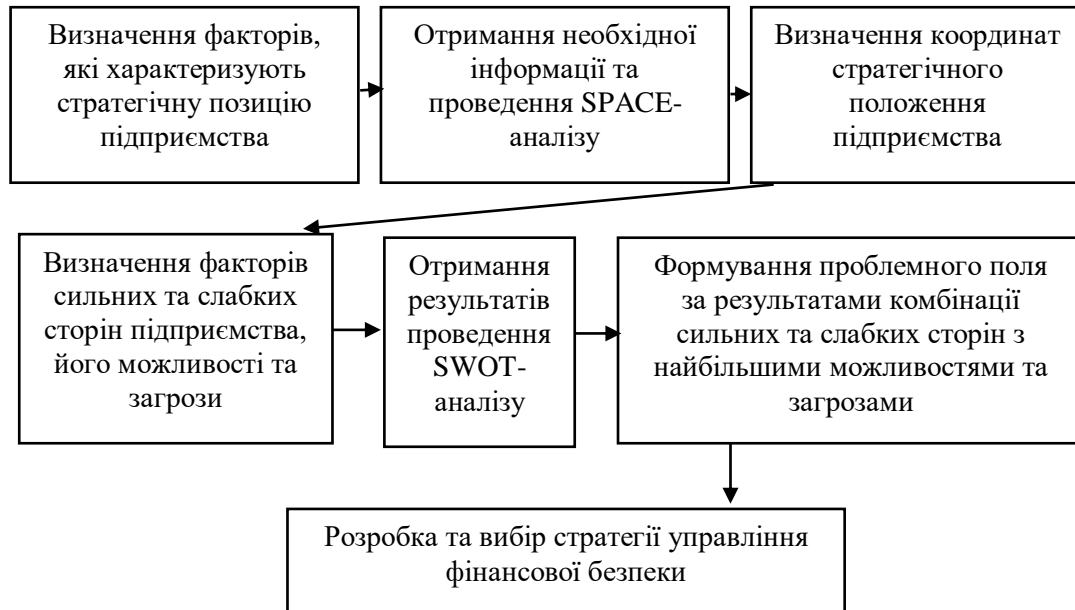 Визначення факторів,
які характеризують
стратегічну позицію
підприємства
Отримання необхідної
інформації та
проведення SPACE-
аналізу
Визначення координат
стратегічного
положення
підприємства
Визначення факторів
сильних та слабких
сторін підприємства,
його можливості та
загрози
Отримання
результатів
проведення
SWOT-
аналізу
Формування проблемного поля
за результатами комбінації
сильних та слабких сторін з
найбільшими можливостями та
загрозами
Розробка та вибір стратегії управління
фінансової безпеки